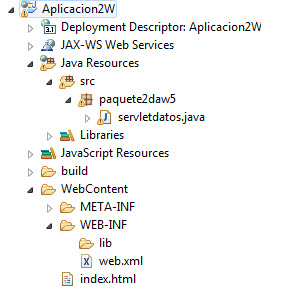 Aplicacion2W
Deployment Descriptor: Aplicacion2W
JAX-WS Web Services
Java Resources
src
paquete2daw5
servletdatos.java
Libraries
JavaScript Resources
build
WebContent
META-INF
WEB-INF
lib
web.xml
index.html